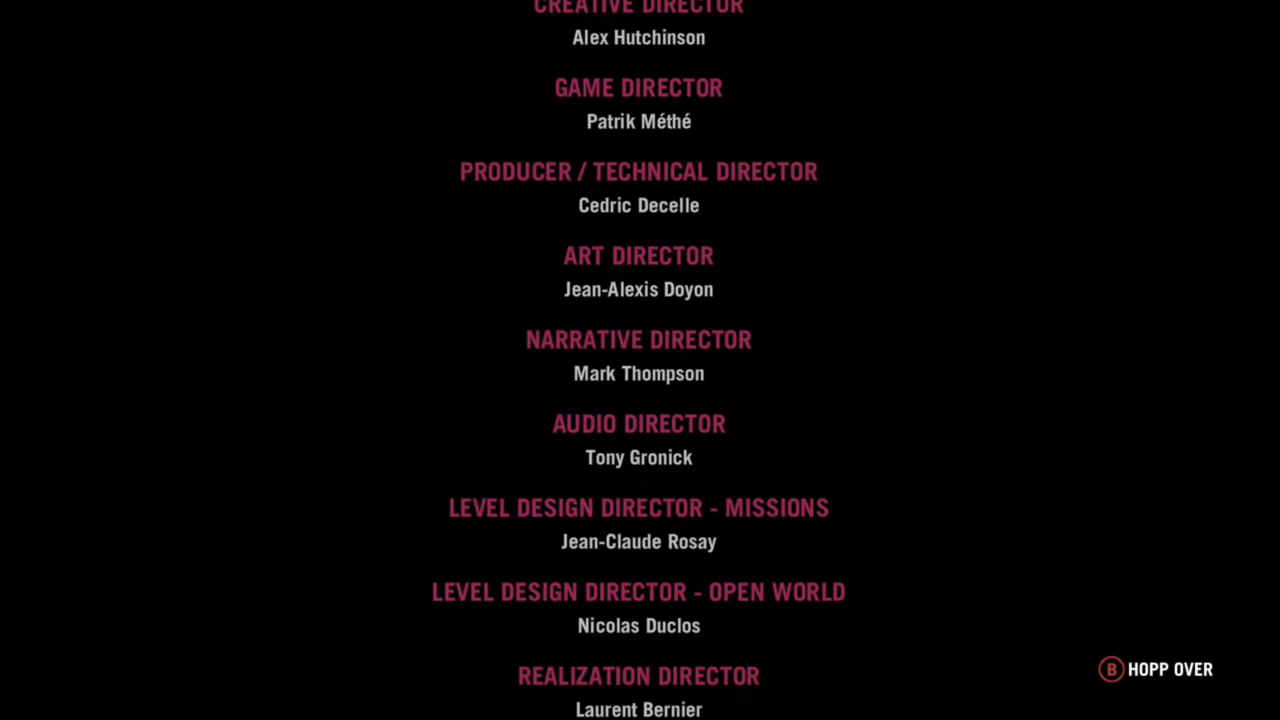 CREATIVE DIRECTOR
Alex Hutchinson
GAME DIRECTOR
Patrik Méthé
PRODUCER / TECHNICAL DIRECTOR
Cedric Decelle
ART DIRECTOR
Jean-Alexis Doyon
NARRATIVE DIRECTOR
Mark Thompson
AUDIO DIRECTOR
Tony Gronick
LEVEL DESIGN DIRECTOR - MISSIONS
Jean-Claude Rosay
LEVEL DESIGN DIRECTOR - OPEN WORLD
Nicolas Duclos
REALIZATION DIRECTOR
Laurent Bernier
B HOPP OVER